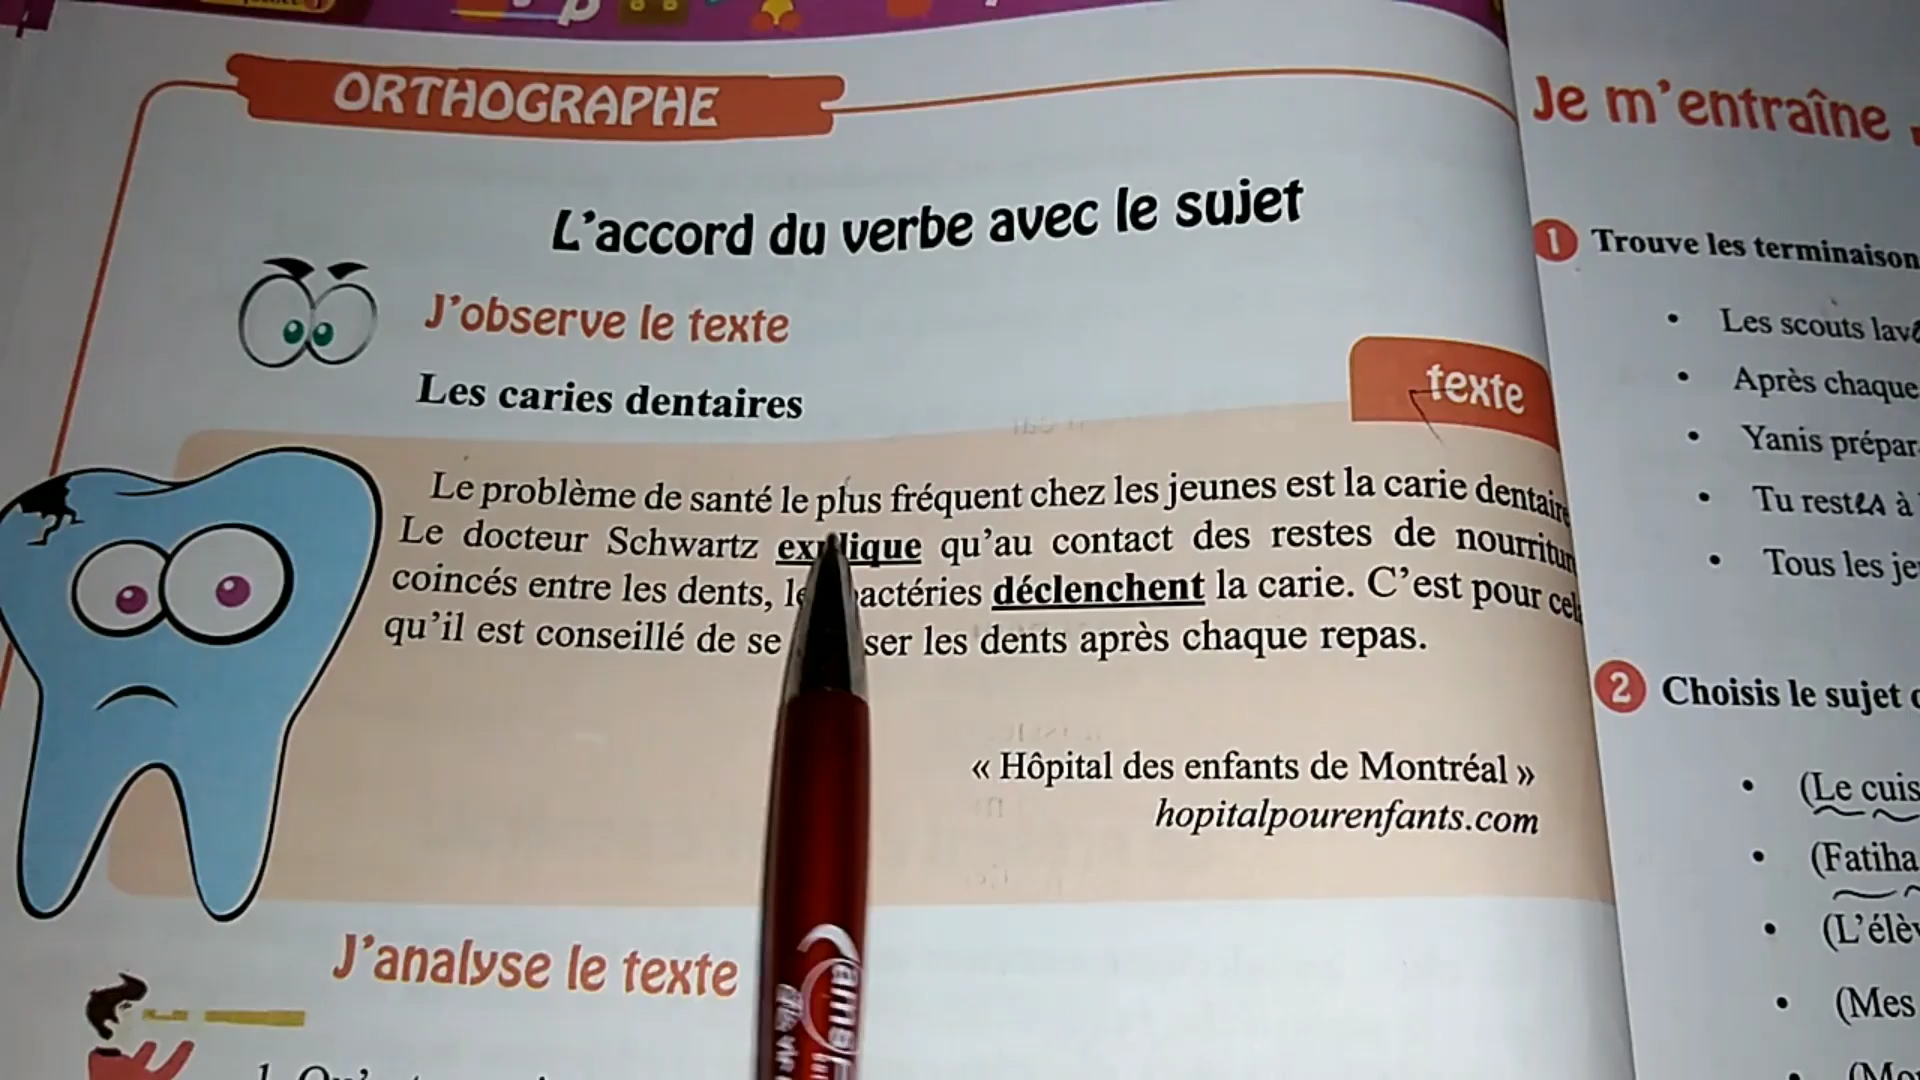 ORTHOGRAPHE
L'accord du verbe avec le sujet
J'observe le texte
Les caries dentaires
texte
Le problème de santé le plus fréquent chez les jeunes est la carie dentaire
Le docteur Schwartz explique qu'au contact des restes de nourritur
coincés entre les dents, actéries déclenchent la carie. C'est pour cel
qu'il est conseillé de se ser les dents après chaque repas.
« Hôpital des enfants de Montréal »
hopitalpourenfants.com
J'analyse le texte
Je m'entraîne
1 Trouve les terminaison
• Les scouts lav
• Après chaque
• Yanis prépar
• Tu restes à
• Tous les je
2 Choisis le sujet
• (Le cuis
• (Fatiha
• (L'élè
• (Mes